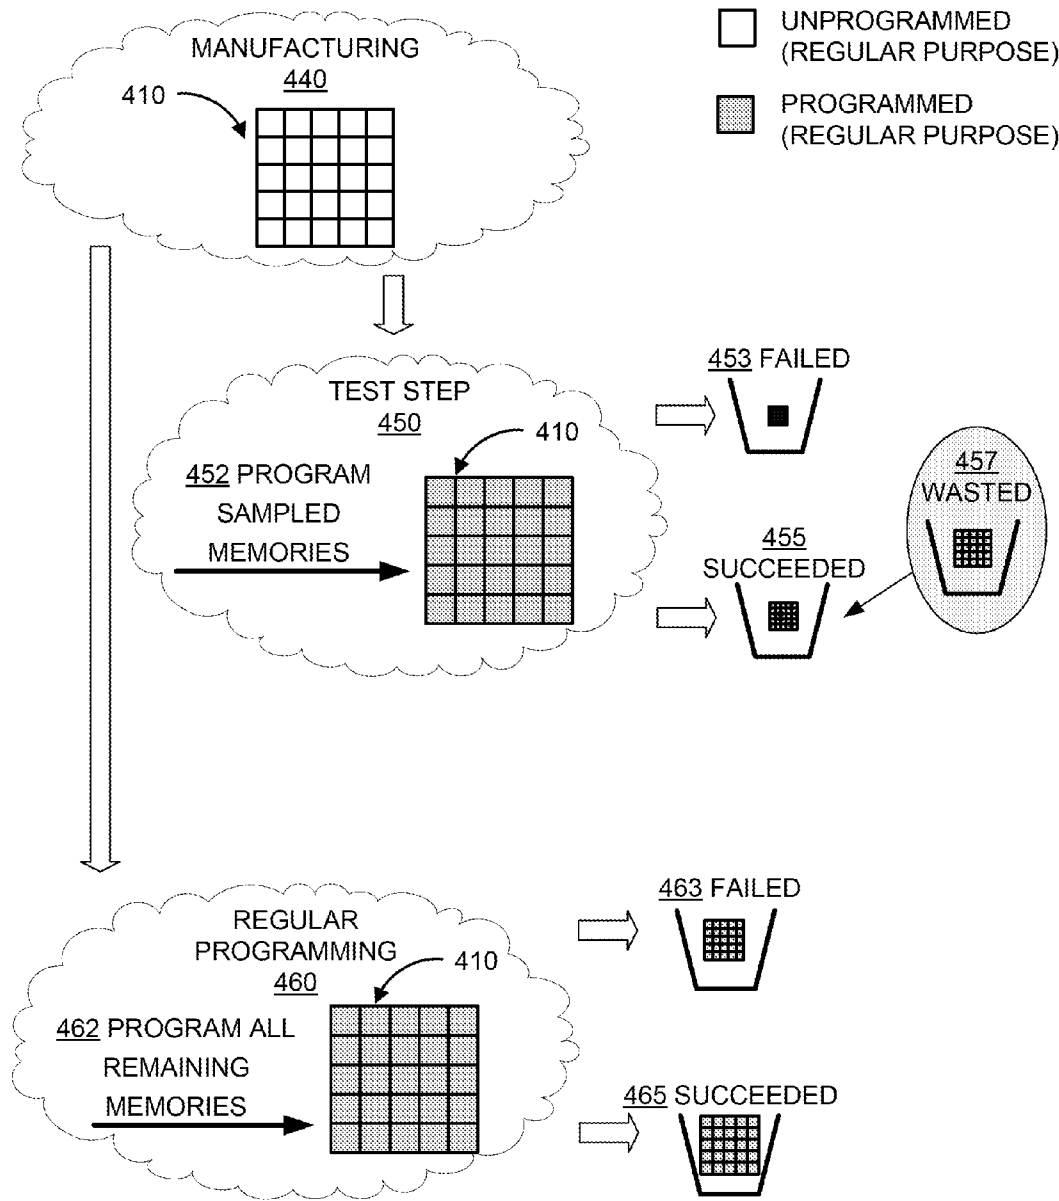 UNPROGRAMMED
(REGULAR PURPOSE)
PROGRAMMED
(REGULAR PURPOSE)
MANUFACTURING
440
410
TEST STEP
450
410
452 PROGRAM
SAMPLED
MEMORIES
453 FAILED
455
SUCCEEDED
457
WASTED
REGULAR
PROGRAMMING
460
410
462 PROGRAM ALL
REMAINING
MEMORIES
463 FAILED
465 SUCCEEDED